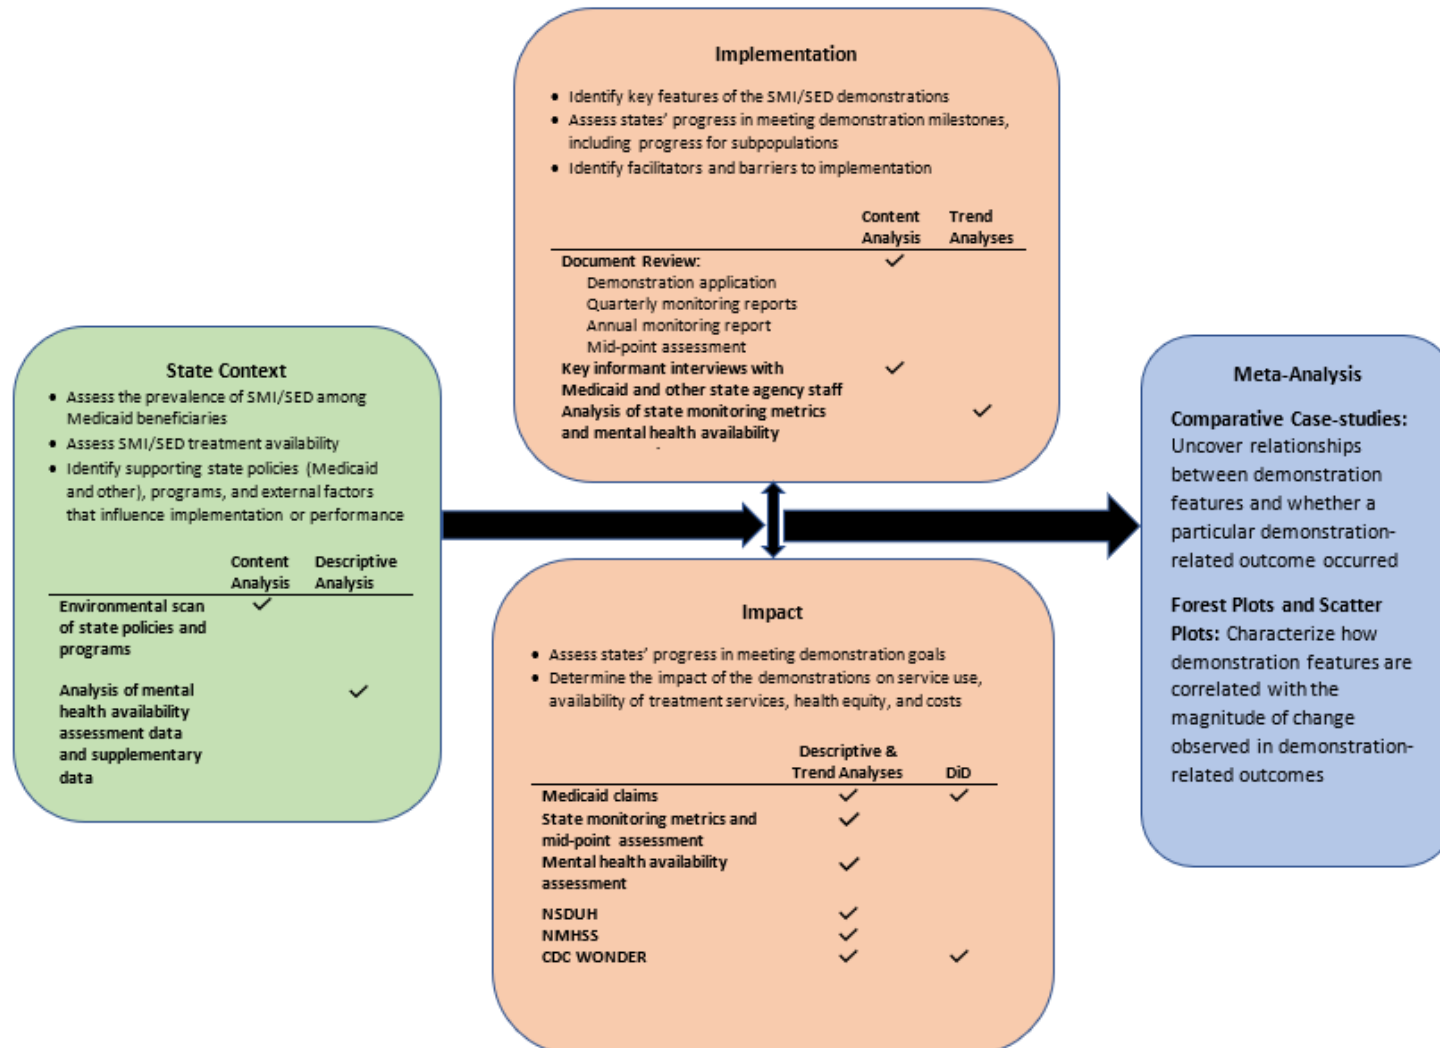 Implementation
• Identify key features of the SMI/SED demonstrations
• Assess states' progress in meeting demonstration milestones,
including progress for subpopulations
• Identify facilitators and barriers to implementation
Content Trend
Analysis Analyses
Document Review: ✓
Demonstration application
Quarterly monitoring reports
Annual monitoring report
Mid-point assessment
Key informant interviews with ✓
Medicaid and other state agency staff
Analysis of state monitoring metrics ✓
and mental health availability
State Context
• Assess the prevalence of SMI/SED among
Medicaid beneficiaries
• Assess SMI/SED treatment availability
• Identify supporting state policies (Medicaid
and other), programs, and external factors
that influence implementation or performance
Content Descriptive
Analysis Analysis
Environmental scan ✓
of state policies and
programs
Analysis of mental ✓
health availability
assessment data
and supplementary
data
Impact
• Assess states' progress in meeting demonstration goals
• Determine the impact of the demonstrations on service use,
availability of treatment services, health equity, and costs
Descriptive &
Trend Analyses DiD
Medicaid claims ✓ ✓
State monitoring metrics and ✓
mid-point assessment
Mental health availability ✓
assessment
NSDUH ✓
NMHSS ✓
CDC WONDER ✓ ✓
Meta-Analysis
Comparative Case-studies:
Uncover relationships
between demonstration
features and whether a
particular demonstration-
related outcome occurred
Forest Plots and Scatter
Plots: Characterize how
demonstration features are
correlated with the
magnitude of change
observed in demonstration-
related outcomes